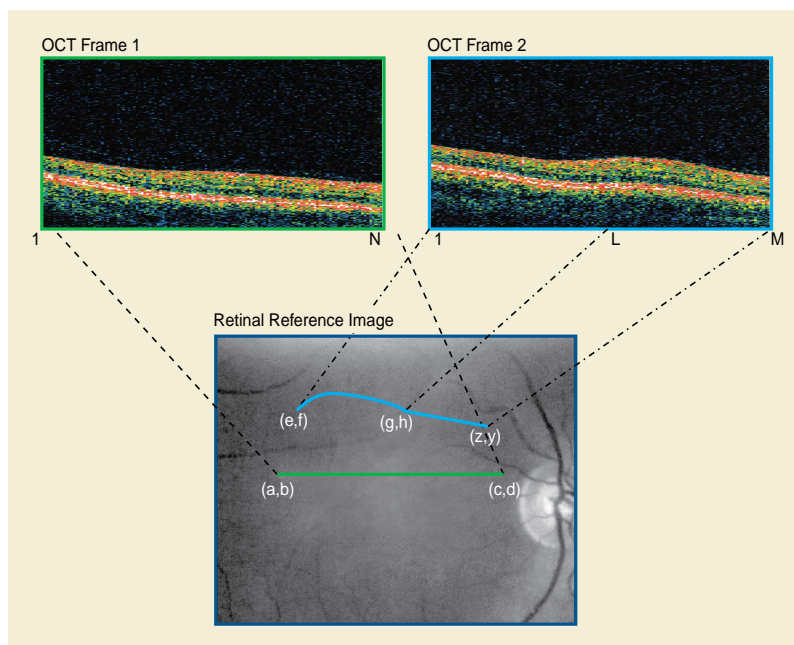 OCT Frame 1
OCT Frame 2
1
N
1
L
M
Retinal Reference Image
(e,f)
(g,h)
(z,y)
(a,b)
(c,d)